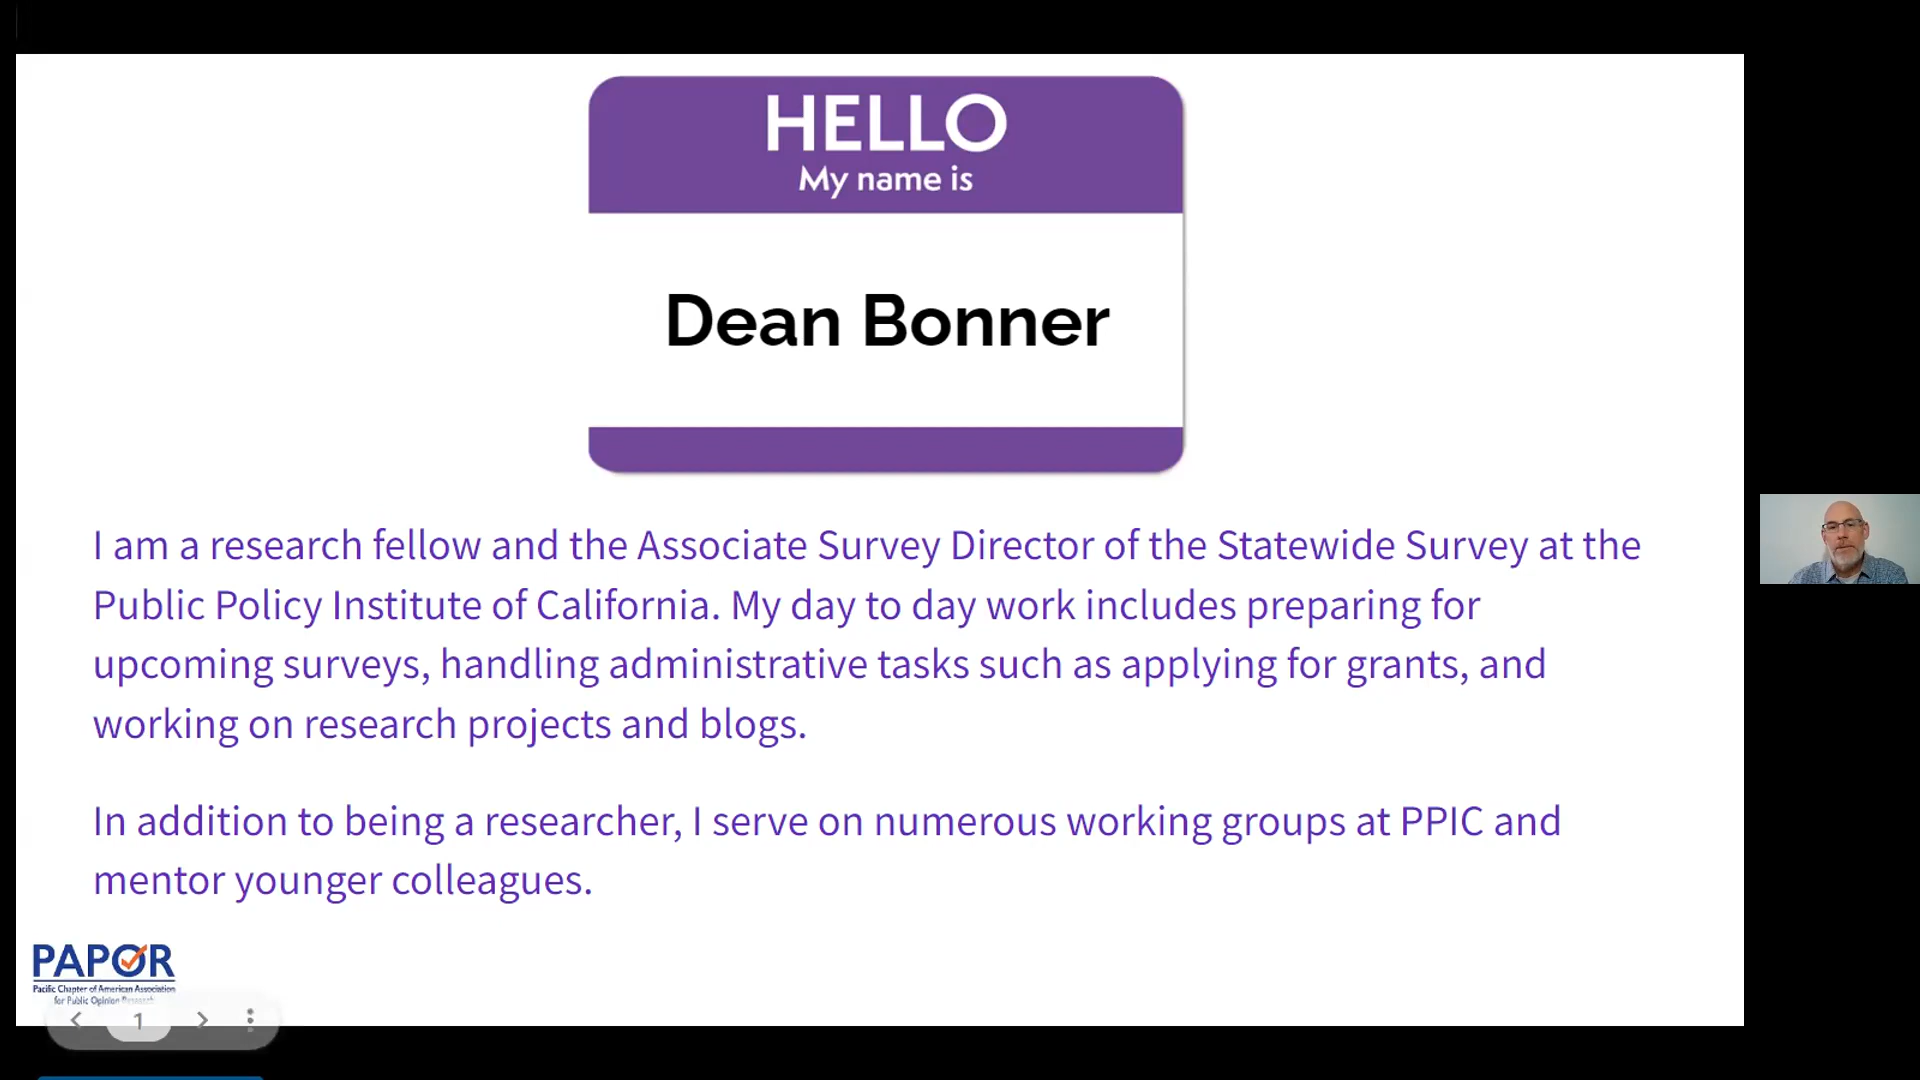 HELLO
My name is
Dean Bonner
I am a research fellow and the Associate Survey Director of the Statewide Survey at the
Public Policy Institute of California. My day to day work includes preparing for
upcoming surveys, handling administrative tasks such as applying for grants, and
working on research projects and blogs.
In addition to being a researcher, I serve on numerous working groups at PPIC and
mentor younger colleagues.
PAPOR
Pacific Chapter of American Association
for Public Opinion Research
1